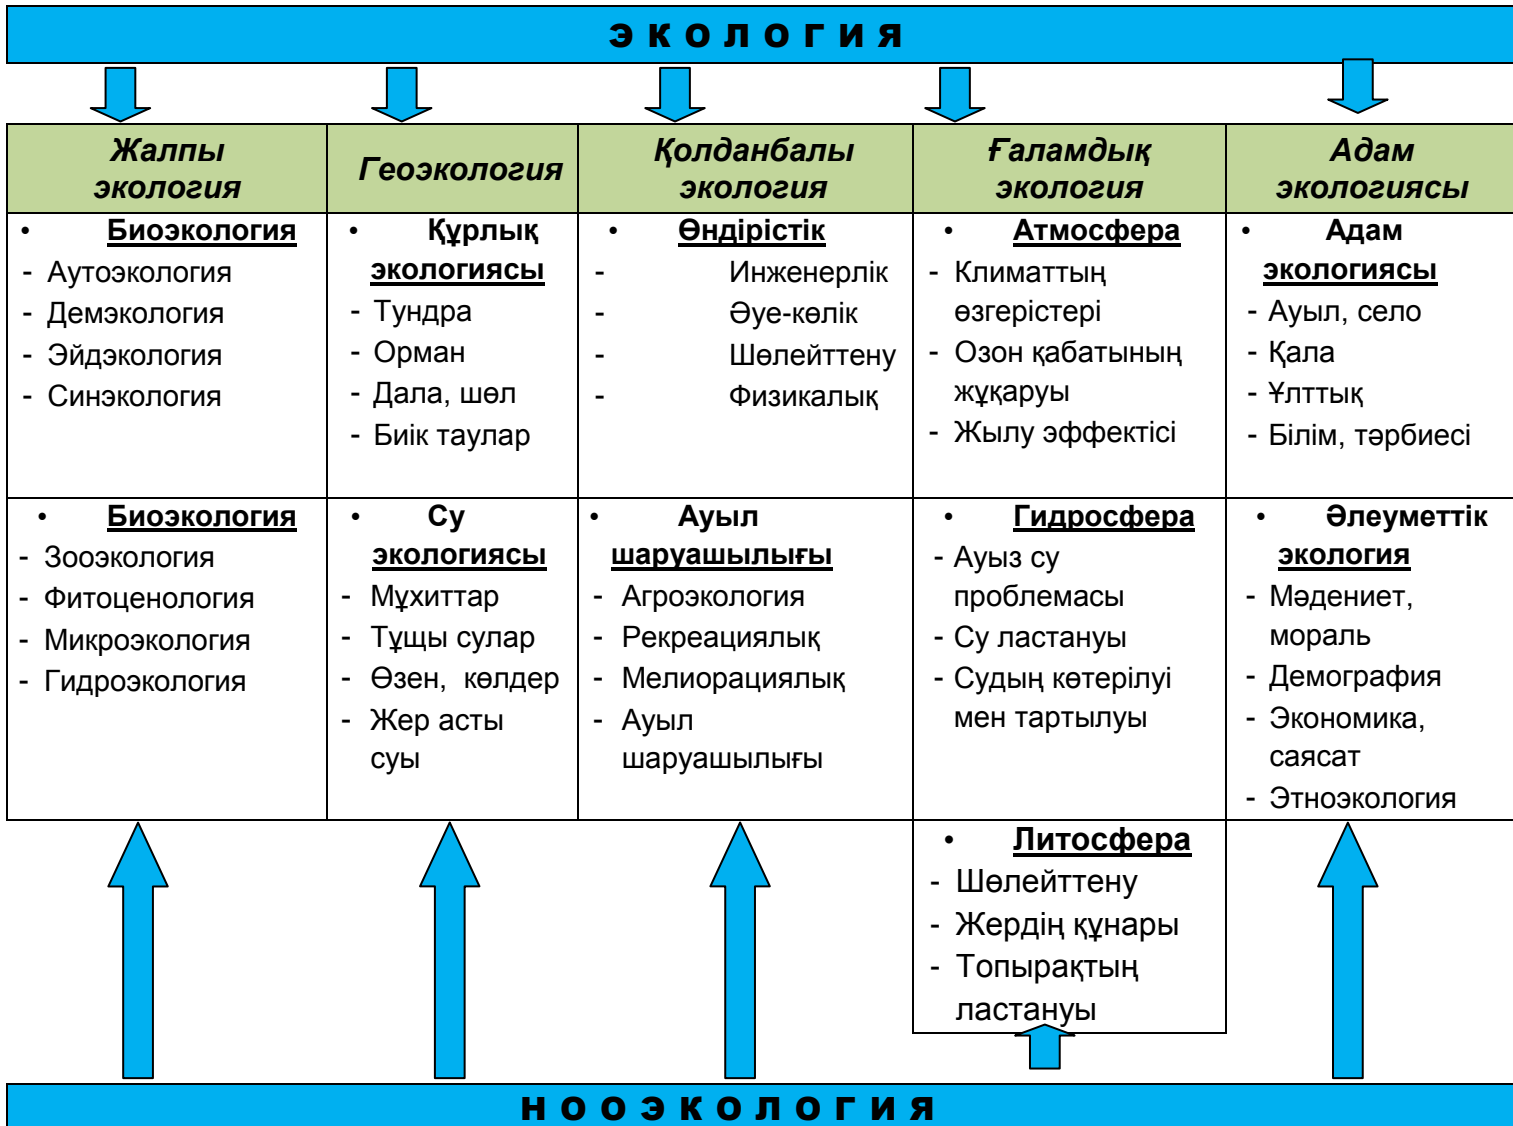 ЭКОЛОГИЯ
Жалпы
экология
Геоэкология
Қолданбалы
экология
Ғаламдық
экология
Адам
экологиясы
• Биоэкология
- Аутоэкология
- Демэкология
- Эйдэкология
- Синэкология
• Құрлық
экологиясы
- Тундра
- Орман
- Дала, шөл
- Биік таулар
• Өндірістік
- Инженерлік
- Әуе-көлік
- Шөлейттену
- Физикалық
• Атмосфера
- Климаттың
өзгерістері
- Озон қабатының
жұқаруы
- Жылу эффектісі
• Адам
экологиясы
- Ауыл, село
- Қала
- Ұлттық
- Білім, тәрбиесі
• Биоэкология
- Зооэкология
- Фитоценология
- Микроэкология
- Гидроэкология
• Су
экологиясы
- Мұхиттар
- Тұщы сулар
- Өзен, көлдер
- Жер асты
суы
• Ауыл
шаруашылығы
- Агроэкология
- Рекреациялық
- Мелиорациялық
- Ауыл
шаруашылығы
• Гидросфера
- Ауыз су
проблемасы
- Су ластануы
- Судың көтерілуі
мен тартылуы
• Әлеуметтік
экология
- Мәдениет,
мораль
- Демография
- Экономика,
саясат
- Этноэкология
• Литосфера
- Шөлейттену
- Жердің құнары
- Топырақтың
ластануы
НООЭКОЛОГИЯ